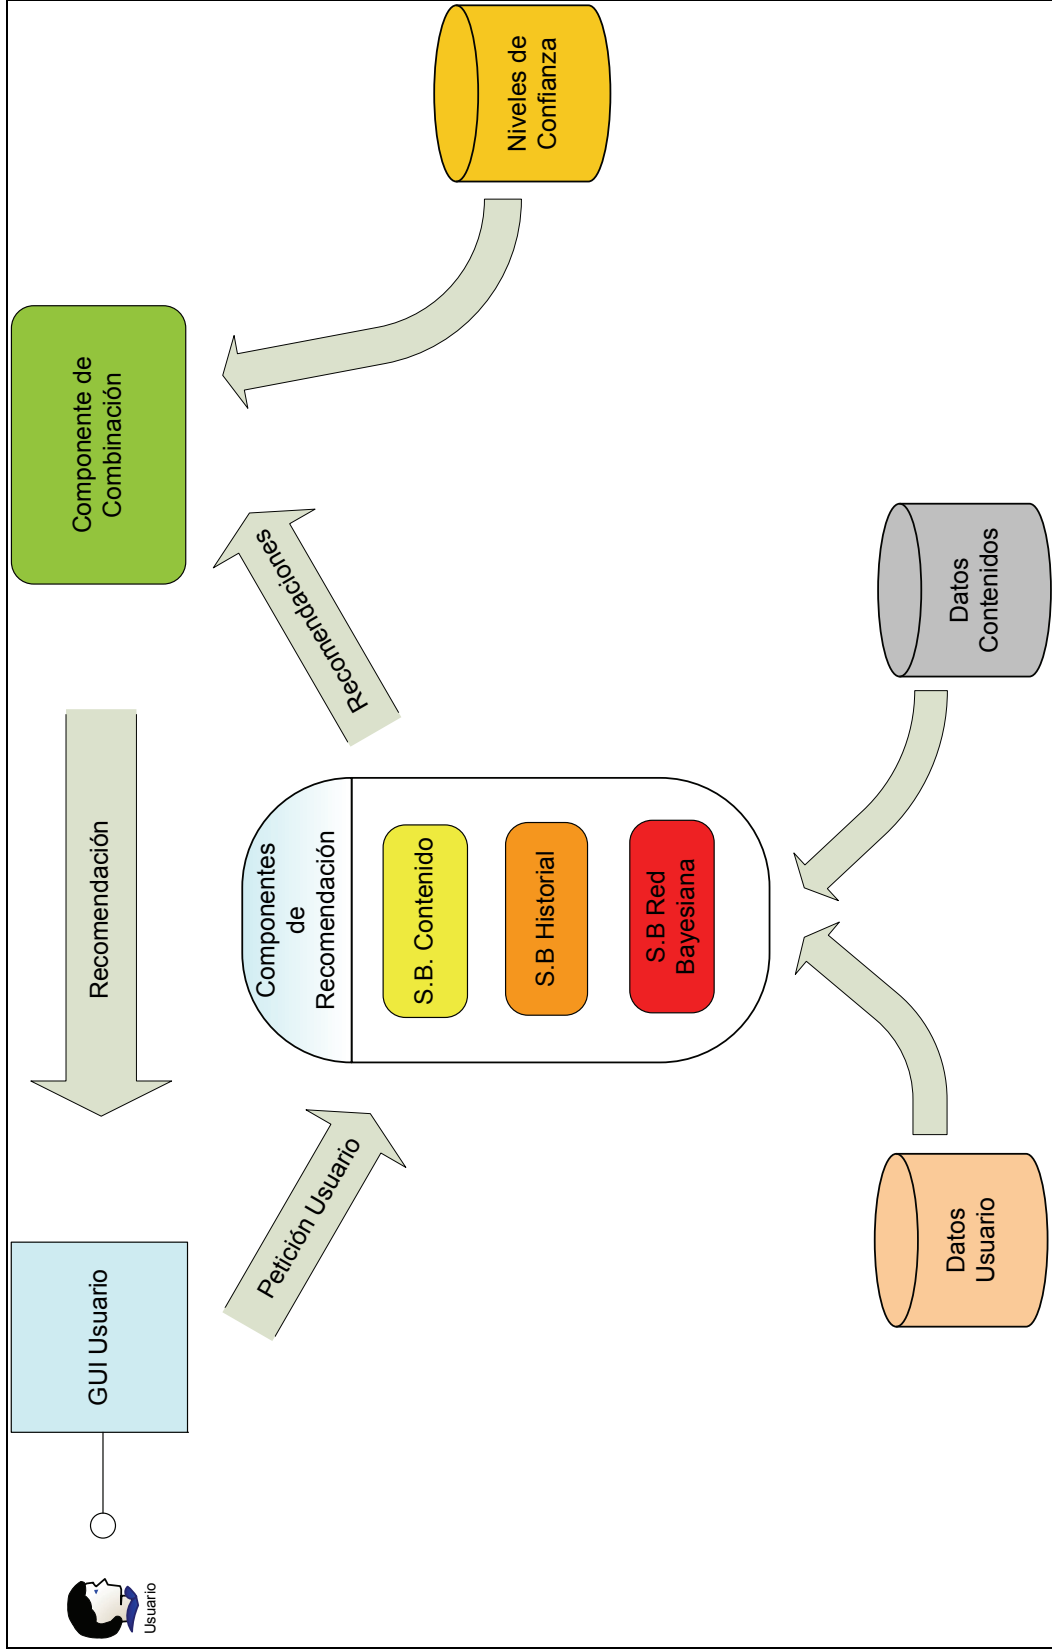 Usuario
GUI Usuario
Recomendación
Componente de
Combinación
Petición Usuario
Recomendaciones
Componentes
de
Recomendación
S.B. Contenido
S.B Historial
S.B Red
Bayesiana
Niveles de
Confianza
Datos
Usuario
Datos
Contenidos